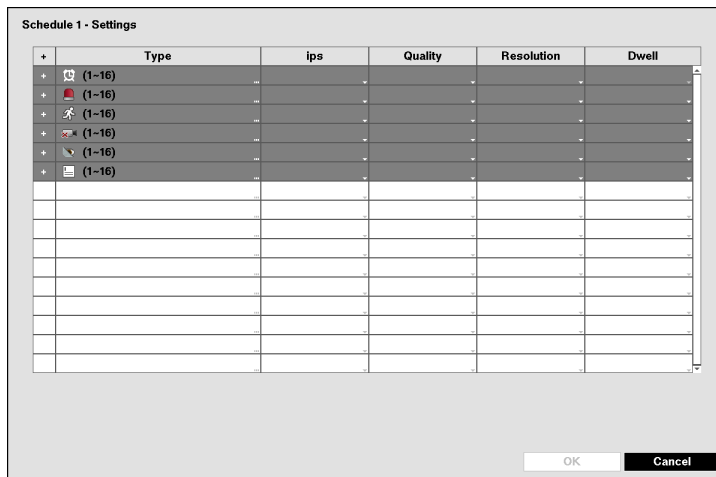 Schedule 1 - Settings
+ Type ips Quality Resolution Dwell
+ (1~16)
+ (1~16)
+ (1~16)
+ (1~16)
+ (1~16)
+ (1~16)
OK Cancel